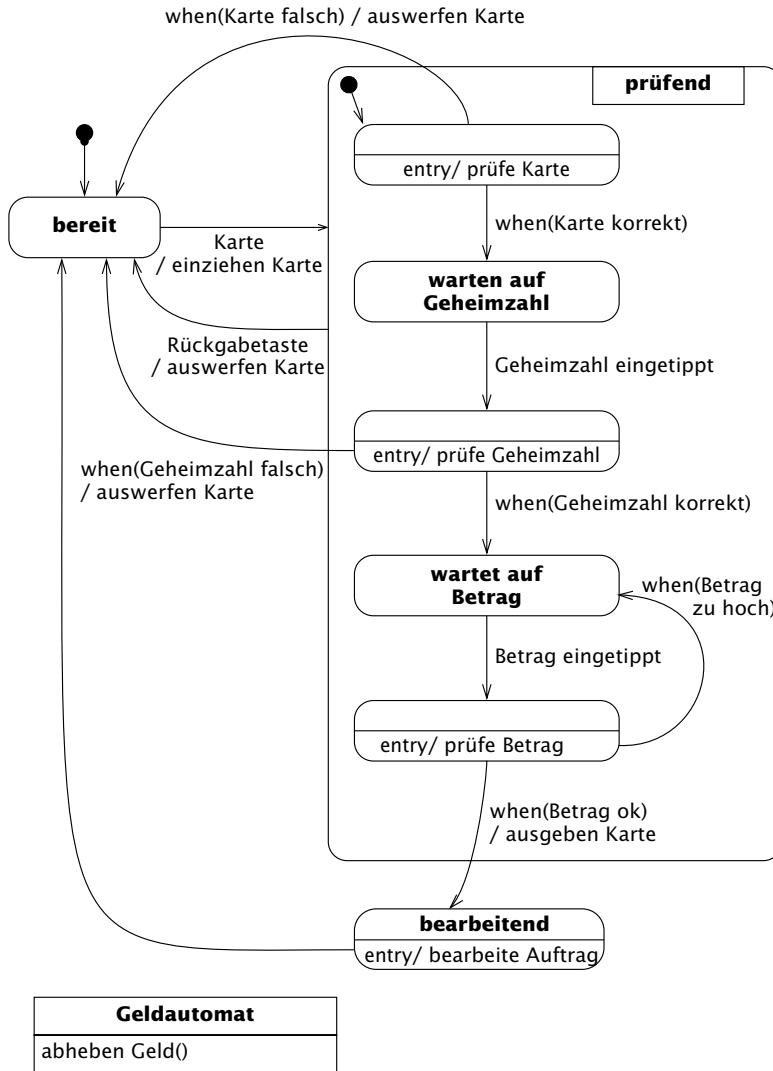 when(Karte falsch) / auswerfen Karte
prüfend
entry/ prüfe Karte
bereit
when(Karte korrekt)
Karte
/ einziehen Karte
warten auf
Geheimzahl
Rückgabetaste
/ auswerfen Karte
Geheimzahl eingetippt
entry/ prüfe Geheimzahl
when(Geheimzahl falsch)
/ auswerfen Karte
when(Geheimzahl korrekt)
wartet auf
Betrag
when(Betrag
zu hoch)
Betrag eingetippt
entry/ prüfe Betrag
when(Betrag ok)
/ ausgeben Karte
bearbeitend
entry/ bearbeite Auftrag
Geldautomat
abheben Geld()